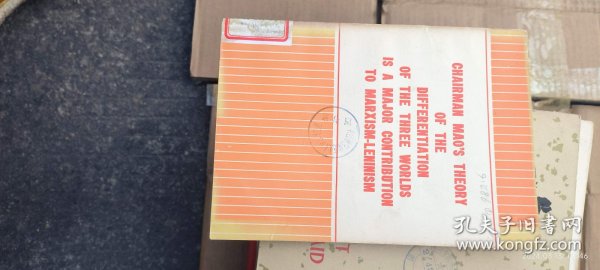 CHAIRMAN MAO'S THEORY
OF THE
DIFFERENTIATION
OF THE THREE WORLDS
IS A MAJOR CONTRIBUTION
TO MARXISM-LENINISM
孔夫子旧书网
www.kongfz.com